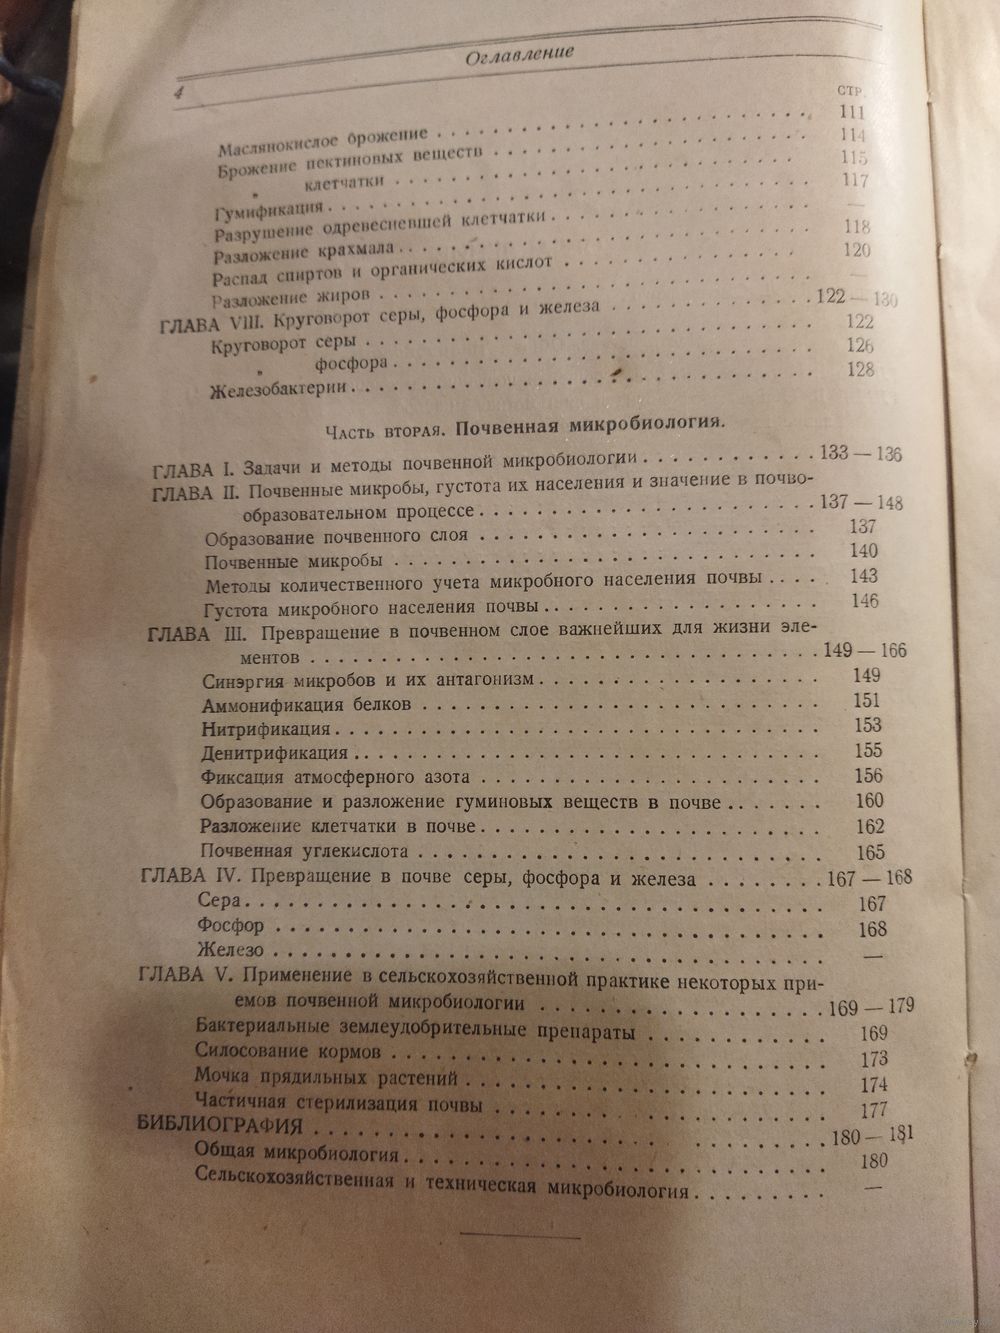 4
Оглавление
СТР.
Маслянокислое брожение . . . . . . . . . . . . . . 111
Брожение пектиновых веществ . . . . . . . . . . . . 114
„ клетчатки . . . . . . . . . . . . . . . . 115
Гумификация . . . . . . . . . . . . . . . . . . . 117
Разрушение одревесневшей клетчатки . . . . . . . . . —
Разложение крахмала . . . . . . . . . . . . . . . . 118
Распад спиртов и органических кислот . . . . . . . . 120
Разложение жиров . . . . . . . . . . . . . . . . . —
ГЛАВА VIII. Круговорот серы, фосфора и железа . . . . . . . 122—130
Круговорот серы . . . . . . . . . . . . . . . . . 122
„ фосфора . . . . . . . . . . . . . . . . 126
Железобактерии . . . . . . . . . . . . . . . . . . 128
Часть вторая. Почвенная микробиология.
ГЛАВА I. Задачи и методы почвенной микробиологии . . . . . . 133—136
ГЛАВА II. Почвенные микробы, густота их населения и значение в почво-
образовательном процессе . . . . . . . . . . . . . . 137—148
Образование почвенного слоя . . . . . . . . . . . . 137
Почвенные микробы . . . . . . . . . . . . . . . . 140
Методы количественного учета микробного населения почвы . . . . 143
Густота микробного населения почвы . . . . . . . . . . 146
ГЛАВА III. Превращение в почвенном слое важнейших для жизни эле-
ментов . . . . . . . . . . . . . . . . . . . . . 149—166
Синэргия микробов и их антагонизм . . . . . . . . . . 149
Аммонификация белков . . . . . . . . . . . . . . . 151
Нитрификация . . . . . . . . . . . . . . . . . . . 153
Денитрификация . . . . . . . . . . . . . . . . . . 155
Фиксация атмосферного азота . . . . . . . . . . . . 156
Образование и разложение гуминовых веществ в почве . . . . . . 160
Разложение клетчатки в почве . . . . . . . . . . . . 162
Почвенная углекислота . . . . . . . . . . . . . . . 165
ГЛАВА IV. Превращение в почве серы, фосфора и железа . . . . . 167—168
Сера . . . . . . . . . . . . . . . . . . . . . . 167
Фосфор . . . . . . . . . . . . . . . . . . . . . 168
Железо . . . . . . . . . . . . . . . . . . . . . —
ГЛАВА V. Применение в сельскохозяйственной практике некоторых при-
емов почвенной микробиологии . . . . . . . . . . . . 169—179
Бактериальные землеудобрительные препараты . . . . . . . 169
Силосование кормов . . . . . . . . . . . . . . . . 173
Мочка прядильных растений . . . . . . . . . . . . . 174
Частичная стерилизация почвы . . . . . . . . . . . . 177
БИБЛИОГРАФИЯ . . . . . . . . . . . . . . . . . . . . 180—181
Общая микробиология . . . . . . . . . . . . . . . . 180
Сельскохозяйственная и техническая микробиология . . . . . . —